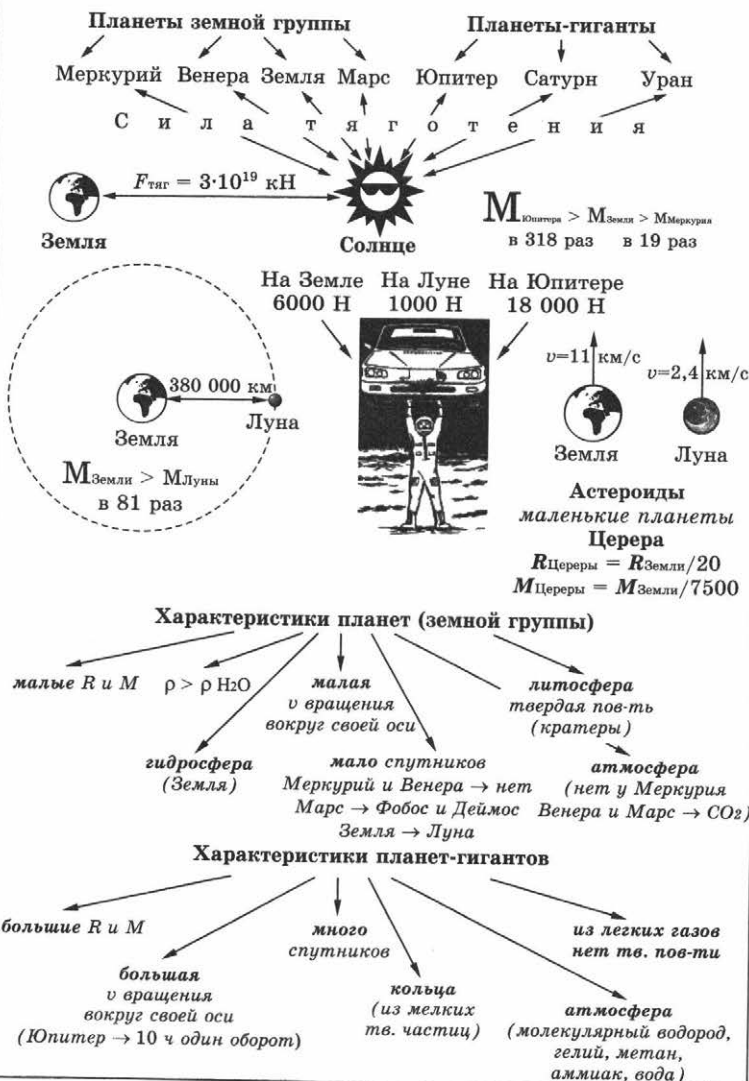 Планеты земной группы Планеты-гиганты
Меркурий Венера Земля Марс Юпитер Сатурн Уран
С и л а т я г о т е н и я
Fтяг = 3·10¹⁹ кН
Земля
Солнце
MЮпитера > MЗемли > MМеркурия
в 318 раз в 19 раз
На Земле На Луне На Юпитере
6000 Н 1000 Н 18 000 Н
υ=11 км/с
υ=2,4 км/с
380 000 км
Земля
Луна
MЗемли > MЛуны
в 81 раз
Земля
Луна
Астероиды
маленькие планеты
Церера
RЦереры = RЗемли/20
MЦереры = MЗемли/7500
Характеристики планет (земной группы)
малые R и M
ρ > ρ H₂O
малая
υ вращения
вокруг своей оси
литосфера
твердая пов-ть
(кратеры)
гидросфера
(Земля)
мало спутников
Меркурий и Венера → нет
Марс → Фобос и Деймос
Земля → Луна
атмосфера
(нет у Меркурия
Венера и Марс → CO₂)
Характеристики планет-гигантов
большие R и M
много
спутников
из легких газов
нет тв. пов-ти
большая
υ вращения
вокруг своей оси
(Юпитер → 10 ч один оборот)
кольца
(из мелких
тв. частиц)
атмосфера
(молекулярный водород,
гелий, метан,
аммиак, вода)